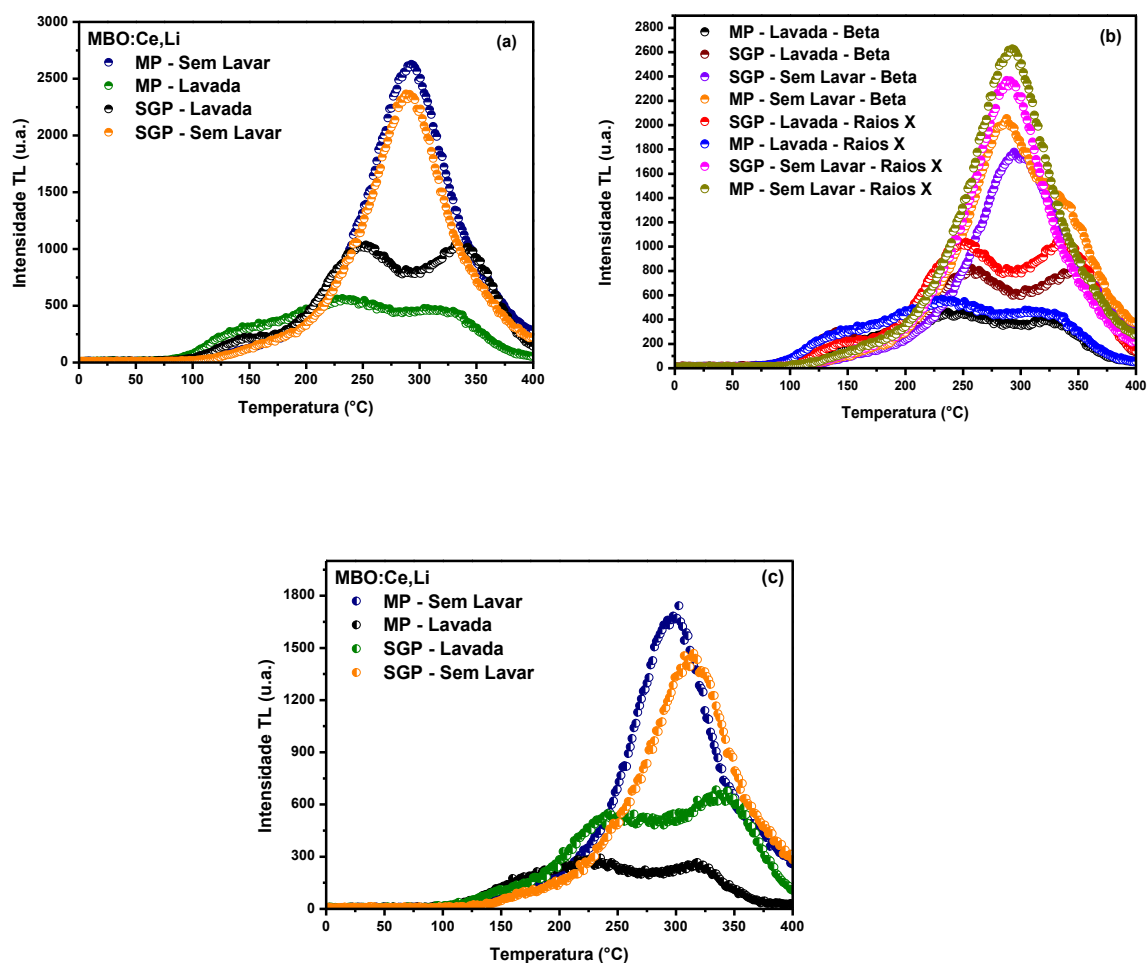 MBO:Ce,Li
(a)
MP - Sem Lavar
MP - Lavada
SGP - Lavada
SGP - Sem Lavar
Intensidade TL (u.a.)
3000
2500
2000
1500
1000
500
0
0 50 100 150 200 250 300 350 400
Temperatura (°C)
(b)
MP - Lavada - Beta
SGP - Lavada - Beta
SGP - Sem Lavar - Beta
MP - Sem Lavar - Beta
SGP - Lavada - Raios X
MP - Lavada - Raios X
SGP - Sem Lavar - Raios X
MP - Sem Lavar - Raios X
Intensidade TL (u.a.)
2800
2600
2400
2200
2000
1800
1600
1400
1200
1000
800
600
400
200
0
0 50 100 150 200 250 300 350 400
Temperatura (°C)
MBO:Ce,Li
(c)
MP - Sem Lavar
MP - Lavada
SGP - Lavada
SGP - Sem Lavar
Intensidade TL (u.a.)
1800
1500
1200
900
600
300
0
0 50 100 150 200 250 300 350 400
Temperatura (°C)